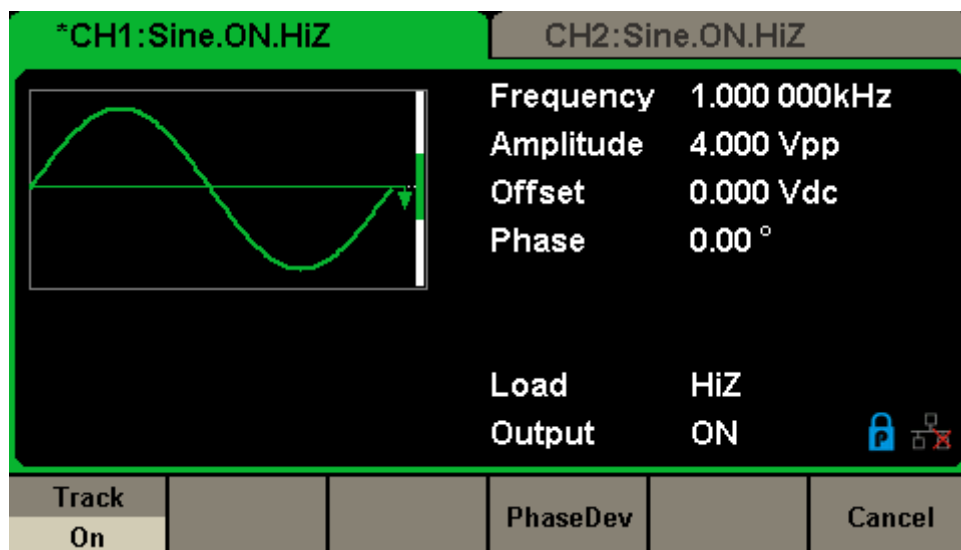 *CH1:Sine.ON.HiZ
CH2:Sine.ON.HiZ
Frequency 1.000 000kHz
Amplitude 4.000 Vpp
Offset 0.000 Vdc
Phase 0.00 °
Load HiZ
Output ON
P
Track
On
PhaseDev
Cancel